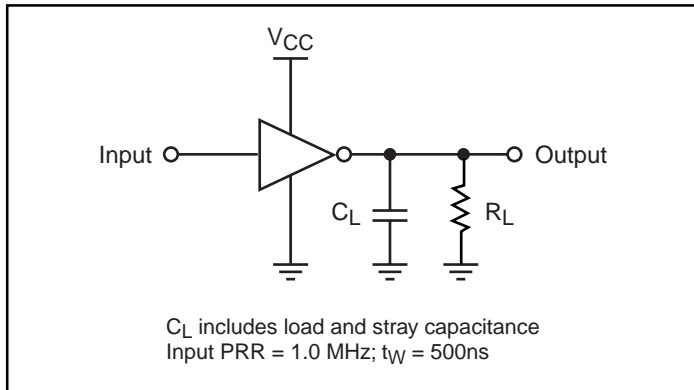 VCC
Input
Output
CL
RL
CL includes load and stray capacitance
Input PRR = 1.0 MHz; tW = 500ns